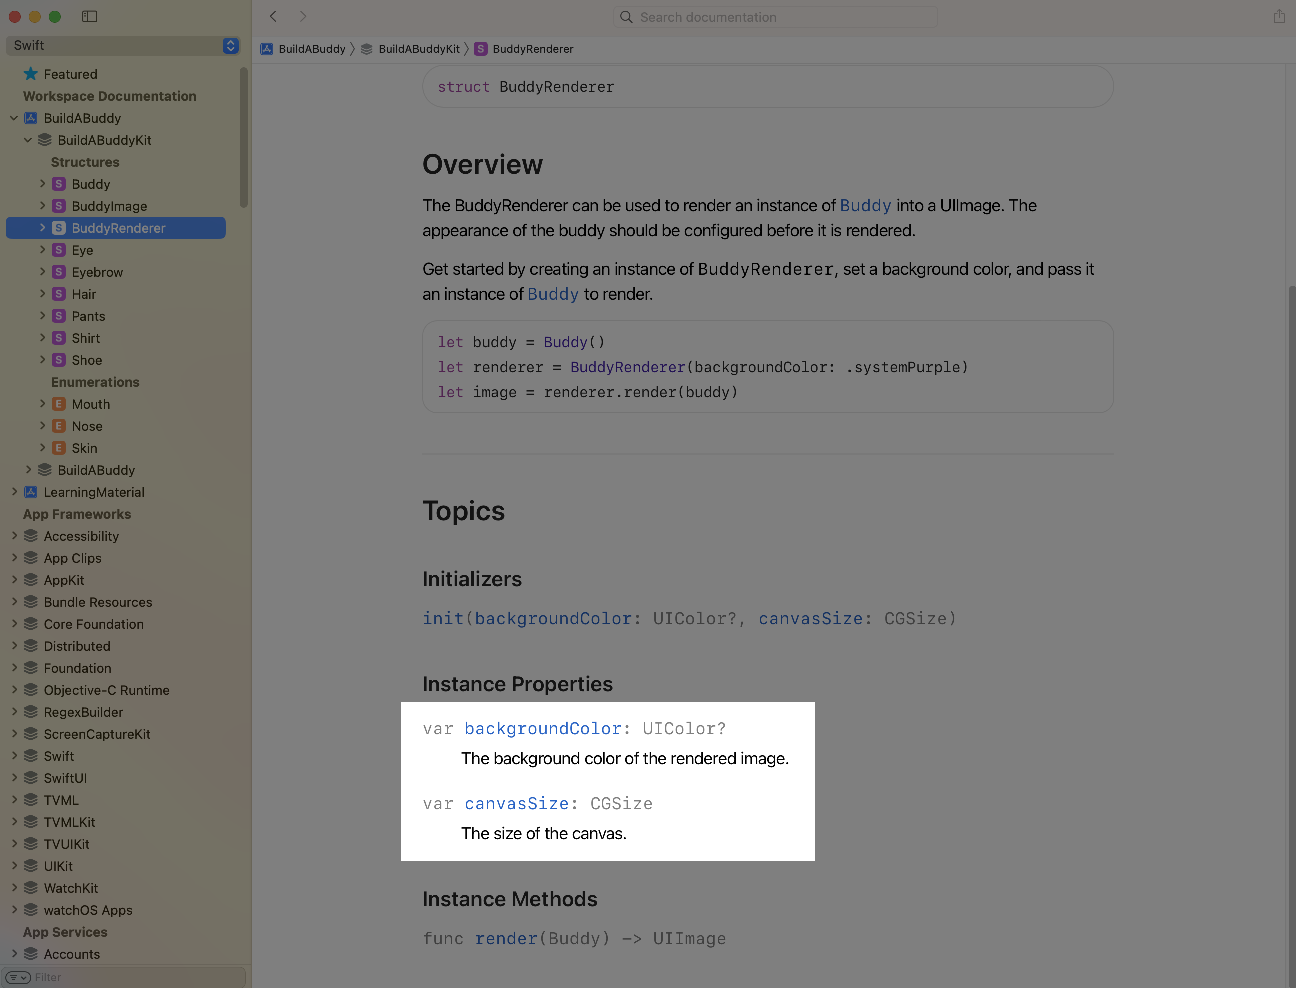 Swift
Search documentation
BuildABuddy
BuildABuddyKit
BuddyRenderer
Featured
Workspace Documentation
BuildABuddy
BuildABuddyKit
Structures
Buddy
BuddyImage
BuddyRenderer
Eye
Eyebrow
Hair
Pants
Shirt
Shoe
Enumerations
Mouth
Nose
Skin
BuildABuddy
LearningMaterial
App Frameworks
Accessibility
App Clips
AppKit
Bundle Resources
Core Foundation
Distributed
Foundation
Objective-C Runtime
RegexBuilder
ScreenCaptureKit
Swift
SwiftUI
TVML
TVMLKit
TVUIKit
UIKit
WatchKit
watchOS Apps
App Services
Accounts
Filter
struct BuddyRenderer
Overview
The BuddyRenderer can be used to render an instance of Buddy into a UIImage. The
appearance of the buddy should be configured before it is rendered.
Get started by creating an instance of BuddyRenderer, set a background color, and pass it
an instance of Buddy to render.
let buddy = Buddy()
let renderer = BuddyRenderer(backgroundColor: .systemPurple)
let image = renderer.render(buddy)
Topics
Initializers
init(backgroundColor: UIColor?, canvasSize: CGSize)
Instance Properties
var backgroundColor: UIColor?
The background color of the rendered image.
var canvasSize: CGSize
The size of the canvas.
Instance Methods
func render(Buddy) -> UIImage